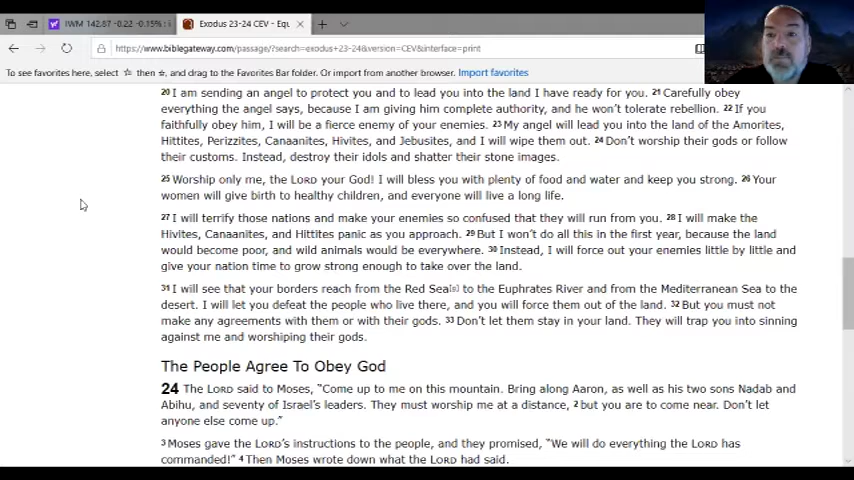 IWM 142.87 -0.22 -0.15% : i
Exodus 23-24 CEV - Equ
https://www.biblegateway.com/passage/?search=exodus+23-24&version=CEV&interface=print
To see favorites here, select ☆ then ☆, and drag to the Favorites Bar folder. Or import from another browser. Import favorites
20 I am sending an angel to protect you and to lead you into the land I have ready for you. 21 Carefully obey
everything the angel says, because I am giving him complete authority, and he won't tolerate rebellion. 22 If you
faithfully obey him, I will be a fierce enemy of your enemies. 23 My angel will lead you into the land of the Amorites,
Hittites, Perizzites, Canaanites, Hivites, and Jebusites, and I will wipe them out. 24 Don't worship their gods or follow
their customs. Instead, destroy their idols and shatter their stone images.
25 Worship only me, the LORD your God! I will bless you with plenty of food and water and keep you strong. 26 Your
women will give birth to healthy children, and everyone will live a long life.
27 I will terrify those nations and make your enemies so confused that they will run from you. 28 I will make the
Hivites, Canaanites, and Hittites panic as you approach. 29 But I won't do all this in the first year, because the land
would become poor, and wild animals would be everywhere. 30 Instead, I will force out your enemies little by little and
give your nation time to grow strong enough to take over the land.
31 I will see that your borders reach from the Red Sea[s] to the Euphrates River and from the Mediterranean Sea to the
desert. I will let you defeat the people who live there, and you will force them out of the land. 32 But you must not
make any agreements with them or with their gods. 33 Don't let them stay in your land. They will trap you into sinning
against me and worshiping their gods.
The People Agree To Obey God
24 The LORD said to Moses, "Come up to me on this mountain. Bring along Aaron, as well as his two sons Nadab and
Abihu, and seventy of Israel's leaders. They must worship me at a distance, 2 but you are to come near. Don't let
anyone else come up."
3 Moses gave the LORD's instructions to the people, and they promised, "We will do everything the LORD has
commanded!" 4 Then Moses wrote down what the LORD had said.